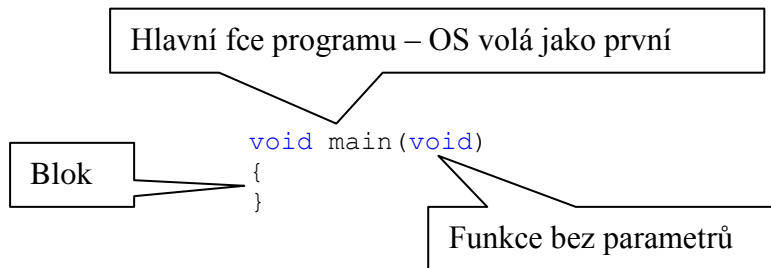 Hlavní fce programu – OS volá jako první
void main(void)
Blok
{
}
Funkce bez parametrů